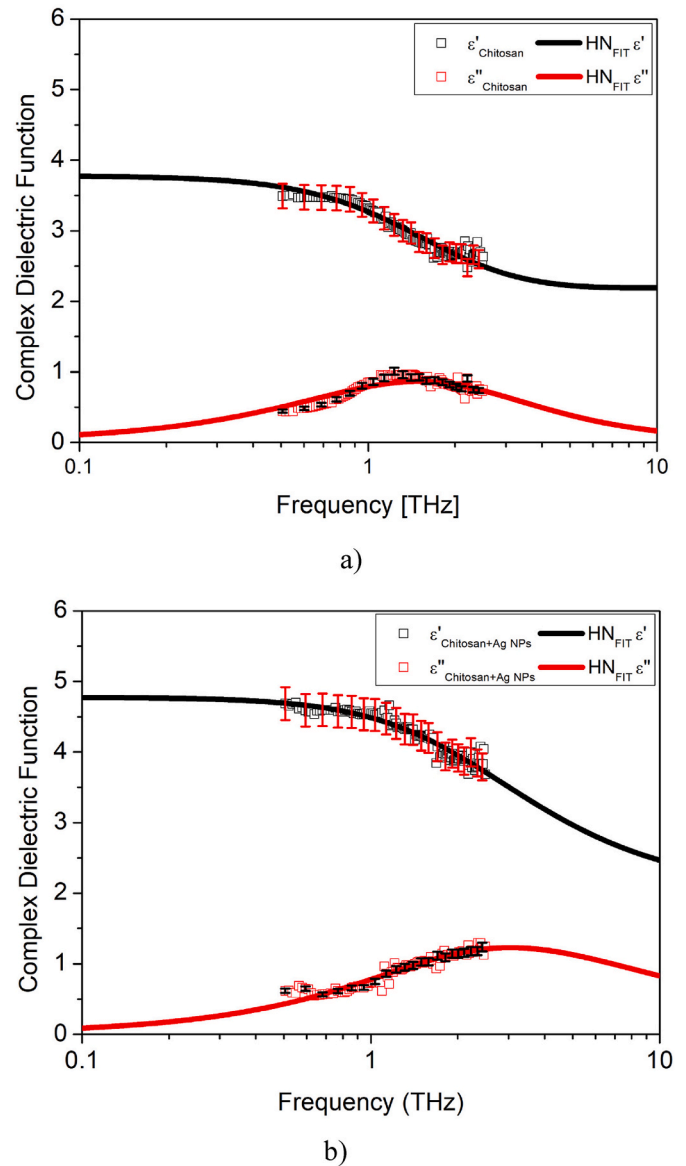 6
5
4
3
2
1
0
Complex Dielectric Function
ε'Chitosan
HNFIT ε'
ε''Chitosan
HNFIT ε''
0.1
1
10
Frequency [THz]
a)
6
5
4
3
2
1
0
Complex Dielectric Function
ε'Chitosan+Ag NPs
HNFIT ε'
ε''Chitosan+Ag NPs
HNFIT ε''
0.1
1
10
Frequency (THz)
b)